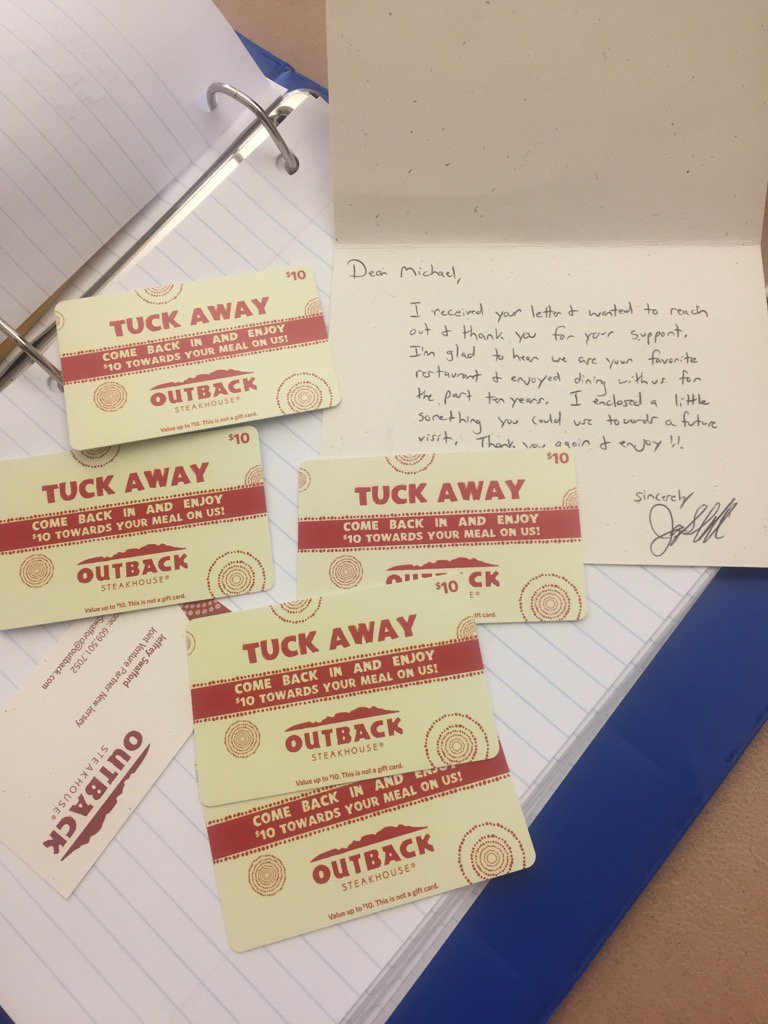 Dear Michael,
I received your letter & wanted to reach
out & thank you for your support.
I'm glad to hear we are your favorite
restaurant & enjoyed dining with us for
the past ten years. I enclosed a little
something you could use towards a future
visit. Thank you again & enjoy!!
sincerely
$10
TUCK AWAY
COME BACK IN AND ENJOY
$10 TOWARDS YOUR MEAL ON US!
OUTBACK
STEAKHOUSE®
Value up to $10. This is not a gift card.
$10
TUCK AWAY
COME BACK IN AND ENJOY
$10 TOWARDS YOUR MEAL ON US!
OUTBACK
STEAKHOUSE®
Value up to $10. This is not a gift card.
$10
TUCK AWAY
COME BACK IN AND ENJOY
$10 TOWARDS YOUR MEAL ON US!
OUTBACK
E®
card.
$10
TUCK AWAY
COME BACK IN AND ENJOY
$10 TOWARDS YOUR MEAL ON US!
OUTBACK
STEAKHOUSE®
Value up to $10. This is not a gift card.
COME BACK IN AND ENJOY
$10 TOWARDS YOUR MEAL ON US!
OUTBACK
STEAKHOUSE®
Value up to $10. This is not a gift card.
OUTBACK
STEAKHOUSE®
Jeffrey Swafford
Joint Venture Partner New Jersey
609.501.7052
@outback.com